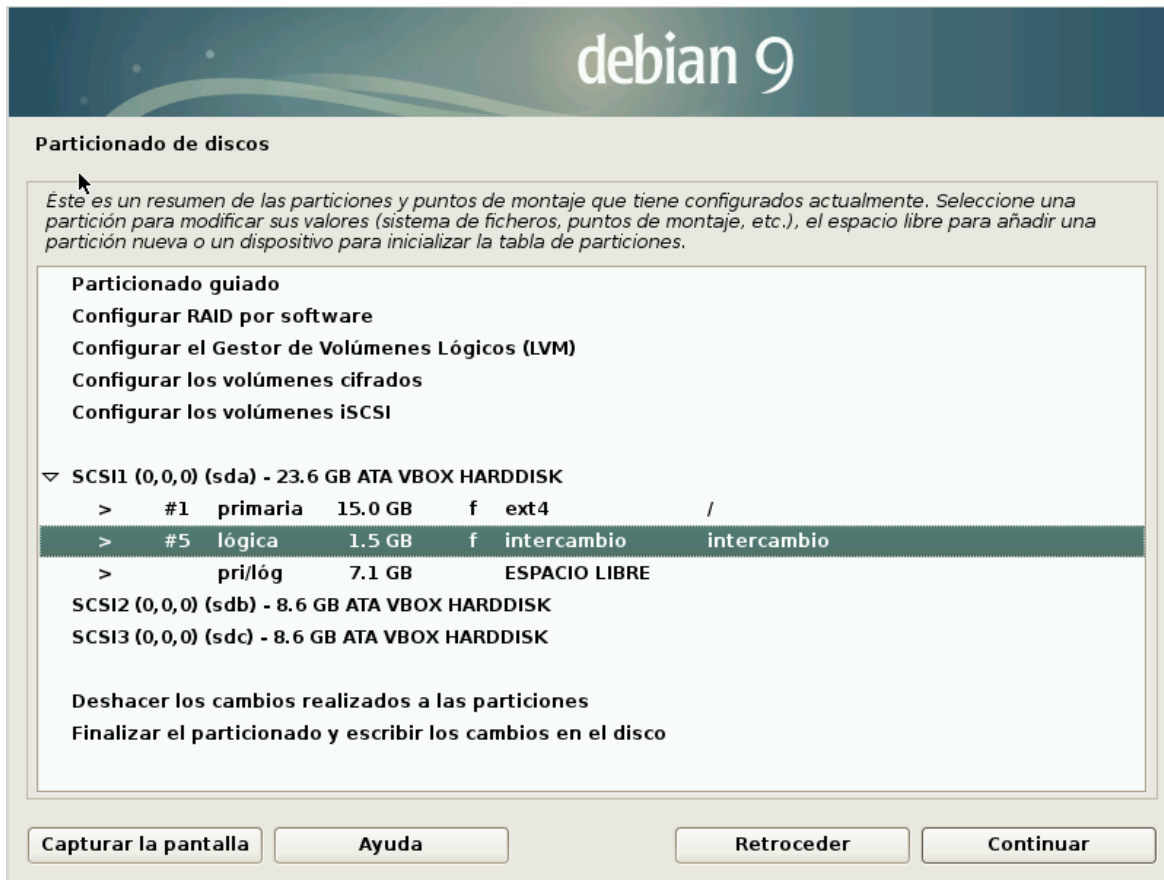 debian 9
Particionado de discos
Éste es un resumen de las particiones y puntos de montaje que tiene configurados actualmente. Seleccione una
partición para modificar sus valores (sistema de ficheros, puntos de montaje, etc.), el espacio libre para añadir una
partición nueva o un dispositivo para inicializar la tabla de particiones.
Particionado guiado
Configurar RAID por software
Configurar el Gestor de Volúmenes Lógicos (LVM)
Configurar los volúmenes cifrados
Configurar los volúmenes iSCSI
SCSI1 (0,0,0) (sda) - 23.6 GB ATA VBOX HARDDISK
> #1 primaria 15.0 GB f ext4 /
> #5 lógica 1.5 GB f intercambio intercambio
> pri/lóg 7.1 GB ESPACIO LIBRE
SCSI2 (0,0,0) (sdb) - 8.6 GB ATA VBOX HARDDISK
SCSI3 (0,0,0) (sdc) - 8.6 GB ATA VBOX HARDDISK
Deshacer los cambios realizados a las particiones
Finalizar el particionado y escribir los cambios en el disco
Capturar la pantalla Ayuda Retroceder Continuar